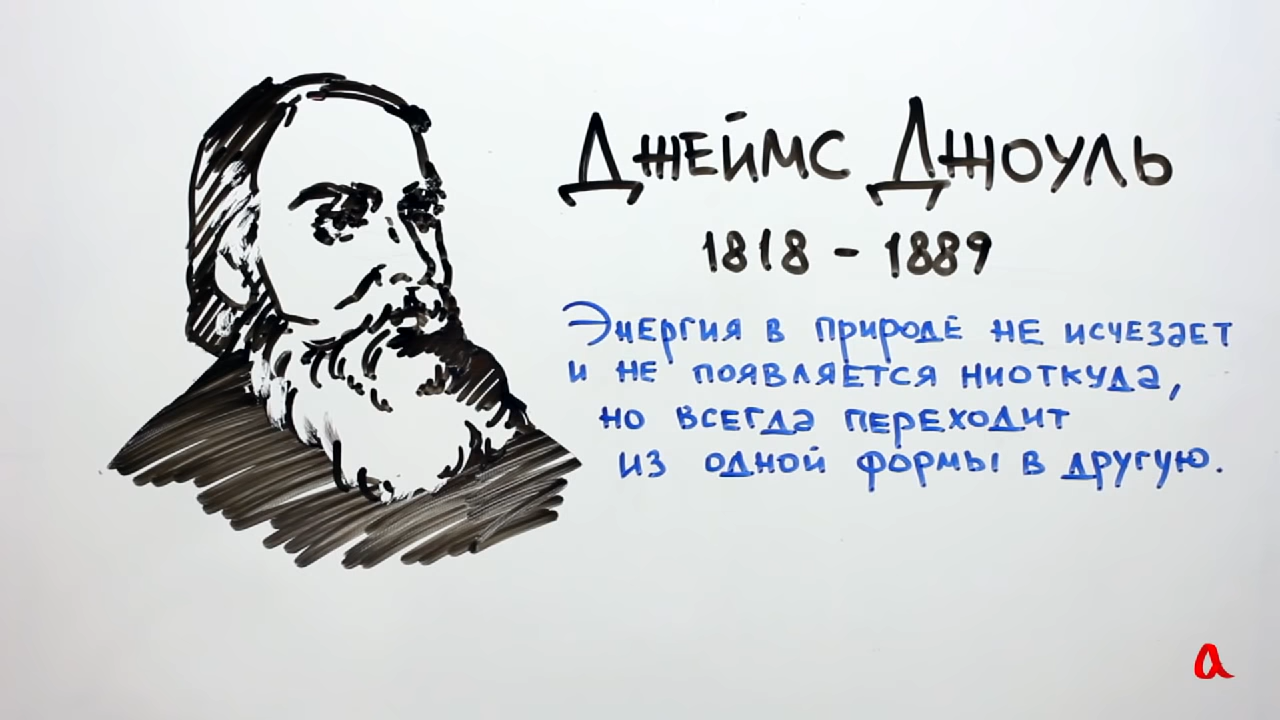 Джеймс Джоуль
1818 - 1889
Энергия в природе не исчезает
и не появляется ниоткуда,
но всегда переходит
из одной формы в другую.
a